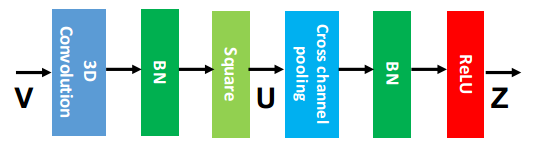 V
3D
Convolution
BN
Square
U
Cross channel
pooling
BN
ReLU
Z